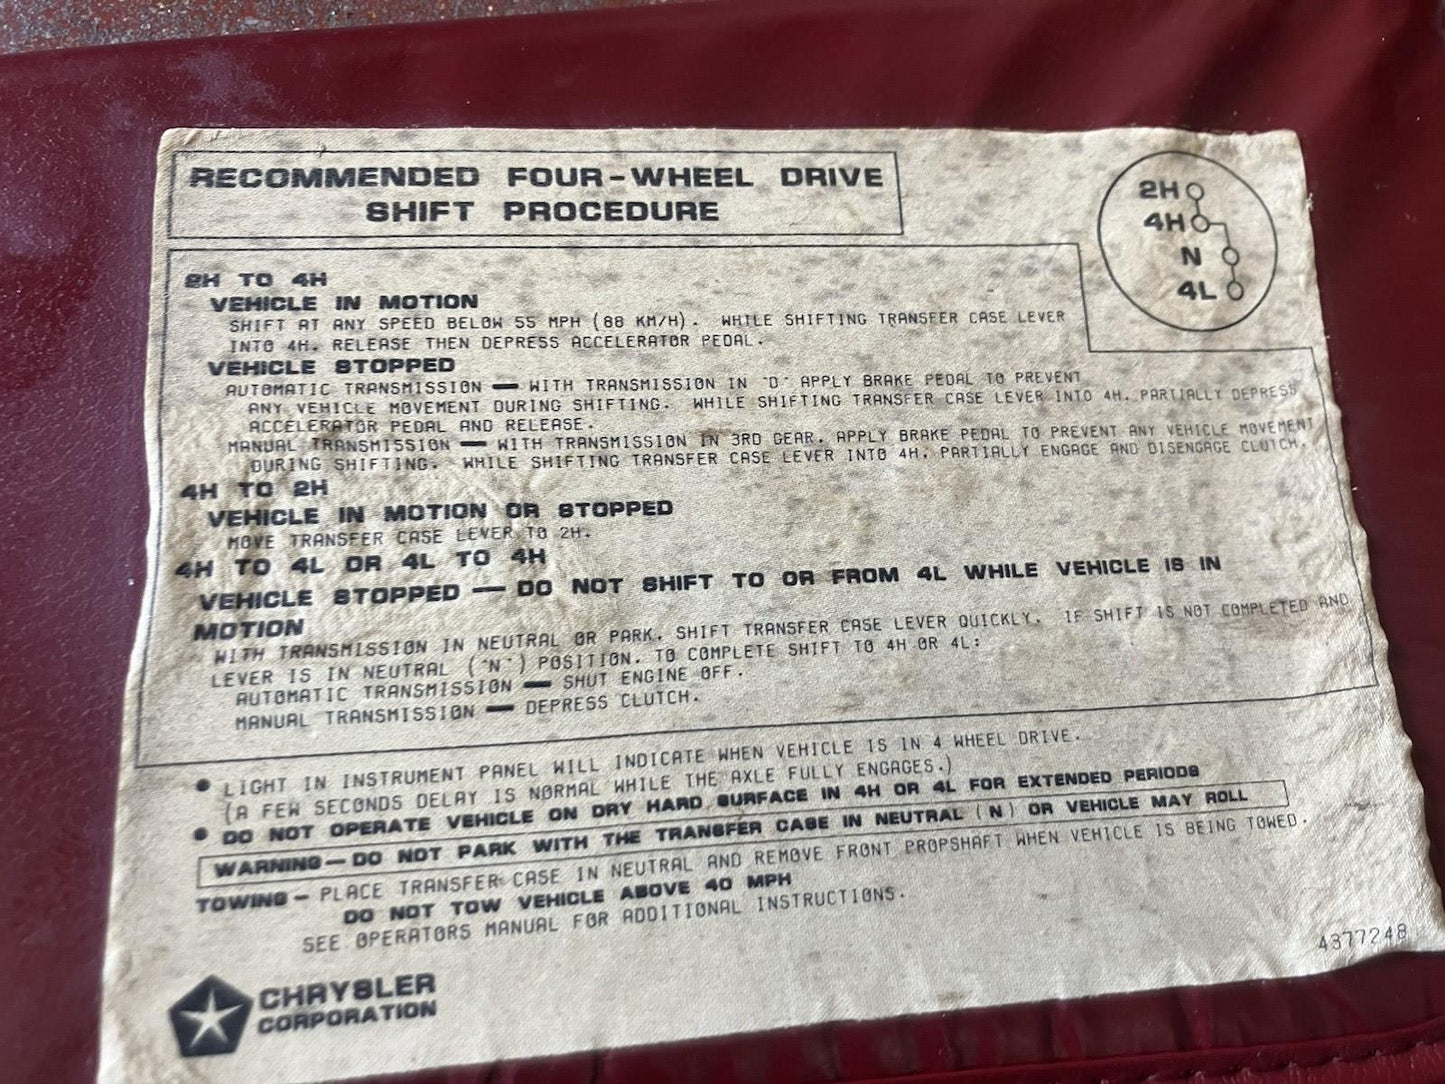 RECOMMENDED FOUR-WHEEL DRIVE
SHIFT PROCEDURE
2H
4H
N
4L
2H TO 4H
VEHICLE IN MOTION
SHIFT AT ANY SPEED BELOW 55 MPH (88 KM/H). WHILE SHIFTING TRANSFER CASE LEVER
INTO 4H, RELEASE THEN DEPRESS ACCELERATOR PEDAL.
VEHICLE STOPPED
AUTOMATIC TRANSMISSION — WITH TRANSMISSION IN "D" APPLY BRAKE PEDAL TO PREVENT
ANY VEHICLE MOVEMENT DURING SHIFTING. WHILE SHIFTING TRANSFER CASE LEVER INTO 4H, PARTIALLY DEPRESS
ACCELERATOR PEDAL AND RELEASE.
MANUAL TRANSMISSION — WITH TRANSMISSION IN 3RD GEAR, APPLY BRAKE PEDAL TO PREVENT ANY VEHICLE MOVEMENT
DURING SHIFTING. WHILE SHIFTING TRANSFER CASE LEVER INTO 4H, PARTIALLY ENGAGE AND DISENGAGE CLUTCH.
4H TO 2H
VEHICLE IN MOTION OR STOPPED
MOVE TRANSFER CASE LEVER TO 2H.
4H TO 4L OR 4L TO 4H
VEHICLE STOPPED — DO NOT SHIFT TO OR FROM 4L WHILE VEHICLE IS IN
MOTION
WITH TRANSMISSION IN NEUTRAL OR PARK, SHIFT TRANSFER CASE LEVER QUICKLY. IF SHIFT IS NOT COMPLETED AND
LEVER IS IN NEUTRAL ("N") POSITION, TO COMPLETE SHIFT TO 4H OR 4L:
AUTOMATIC TRANSMISSION — SHUT ENGINE OFF.
MANUAL TRANSMISSION — DEPRESS CLUTCH.
● LIGHT IN INSTRUMENT PANEL WILL INDICATE WHEN VEHICLE IS IN 4 WHEEL DRIVE.
(A FEW SECONDS DELAY IS NORMAL WHILE THE AXLE FULLY ENGAGES.)
● DO NOT OPERATE VEHICLE ON DRY HARD SURFACE IN 4H OR 4L FOR EXTENDED PERIODS
WARNING — DO NOT PARK WITH THE TRANSFER CASE IN NEUTRAL (N) OR VEHICLE MAY ROLL
TOWING — PLACE TRANSFER CASE IN NEUTRAL AND REMOVE FRONT PROPSHAFT WHEN VEHICLE IS BEING TOWED.
DO NOT TOW VEHICLE ABOVE 40 MPH
SEE OPERATORS MANUAL FOR ADDITIONAL INSTRUCTIONS.
4377248
CHRYSLER
CORPORATION